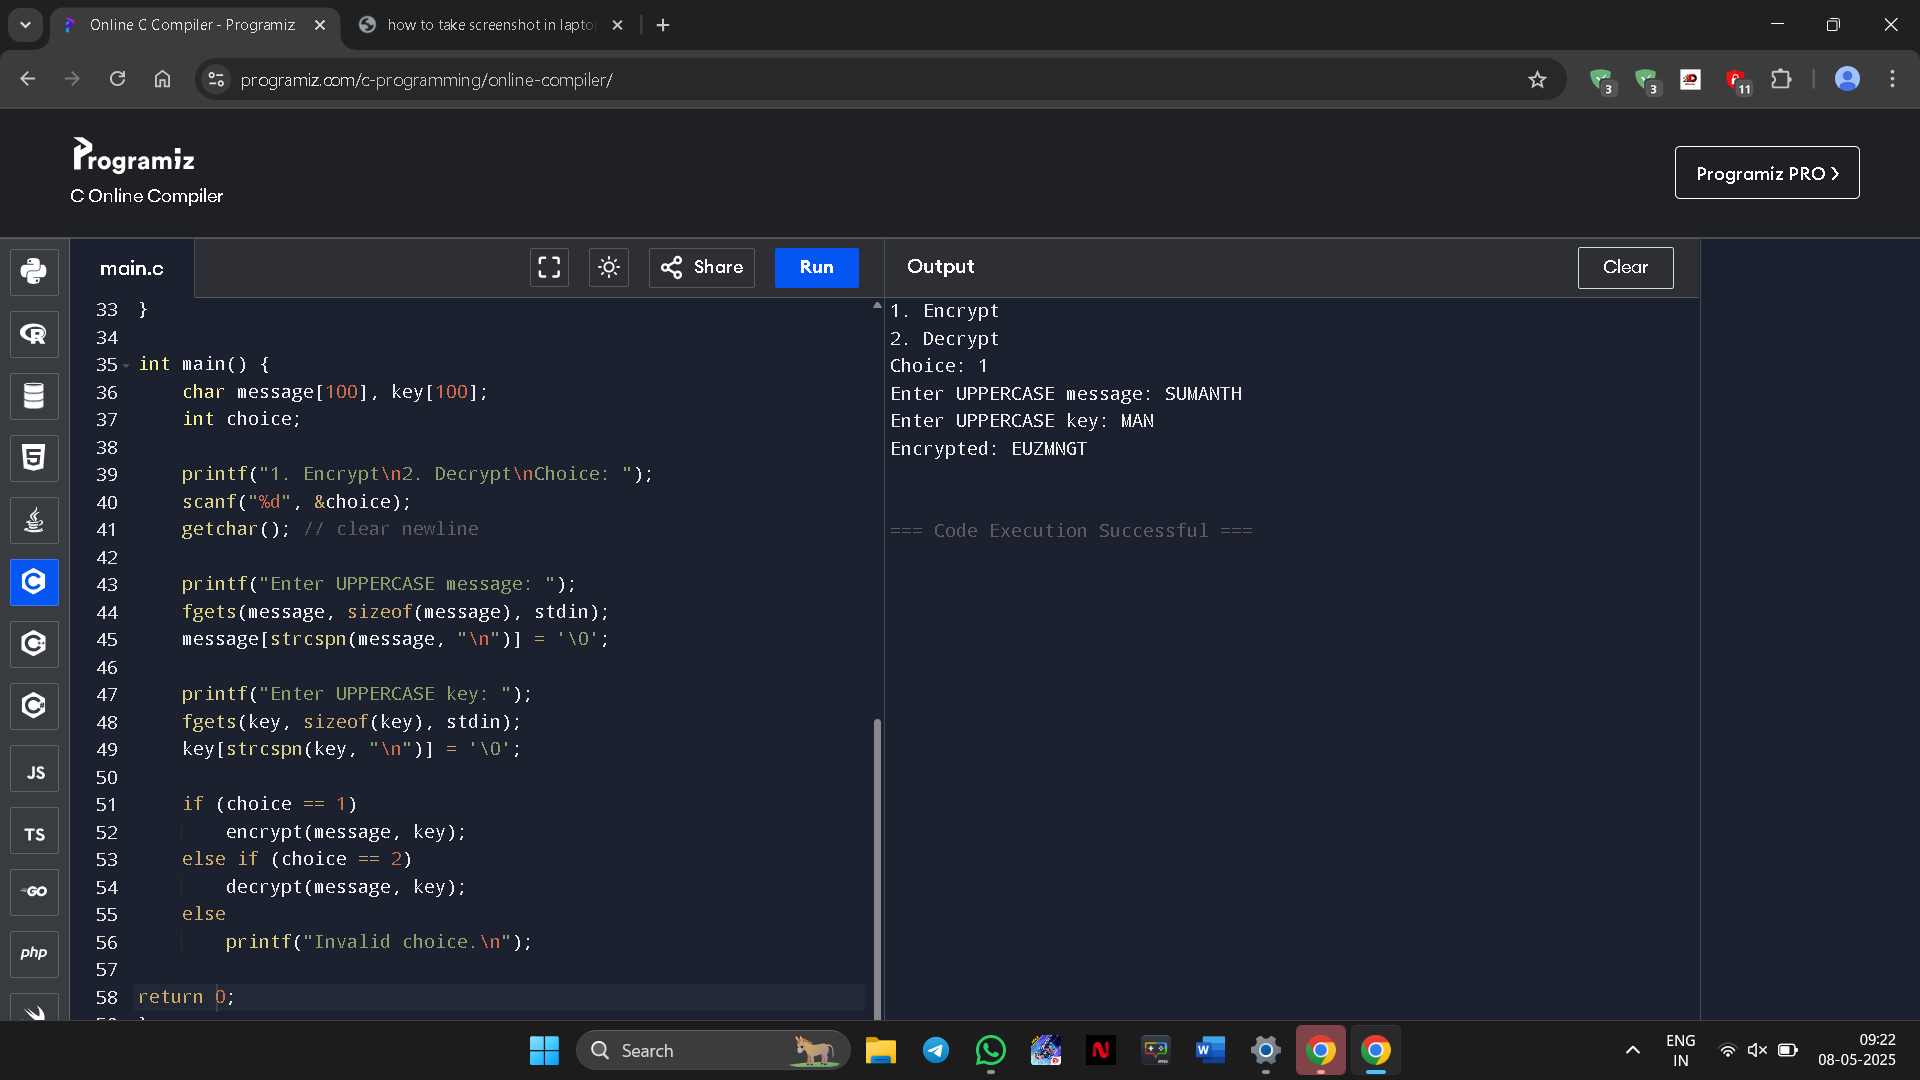 Online C Compiler - Programiz
how to take screenshot in lapto
programiz.com/c-programming/online-compiler/
3
3
11
Programiz
C Online Compiler
Programiz PRO
main.c
Share
Run
Output
Clear
33 }
34
35 int main() {
36 char message[100], key[100];
37 int choice;
38
39 printf("1. Encrypt\n2. Decrypt\nChoice: ");
40 scanf("%d", &choice);
41 getchar(); // clear newline
42
43 printf("Enter UPPERCASE message: ");
44 fgets(message, sizeof(message), stdin);
45 message[strcspn(message, "\n")] = '\0';
46
47 printf("Enter UPPERCASE key: ");
48 fgets(key, sizeof(key), stdin);
49 key[strcspn(key, "\n")] = '\0';
50
51 if (choice == 1)
52 encrypt(message, key);
53 else if (choice == 2)
54 decrypt(message, key);
55 else
56 printf("Invalid choice.\n");
57
58 return 0;
1. Encrypt
2. Decrypt
Choice: 1
Enter UPPERCASE message: SUMANTH
Enter UPPERCASE key: MAN
Encrypted: EUZMNGT
=== Code Execution Successful ===
JS
TS
GO
php
Search
ENG
IN
09:22
08-05-2025